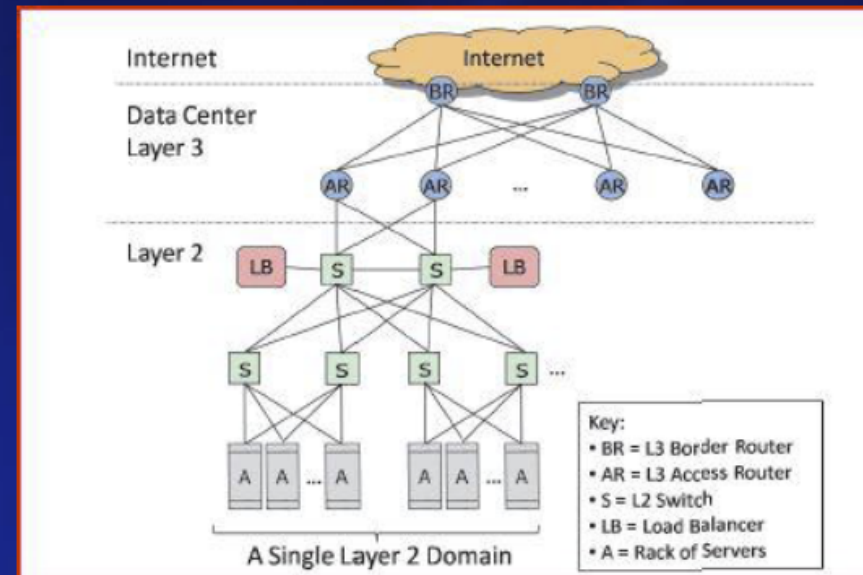 Internet
Internet
BR BR
Data Center
Layer 3
AR AR ... AR AR
Layer 2
LB S S LB
S S S S ...
A A ... A A A ... A
A Single Layer 2 Domain
Key:
• BR = L3 Border Router
• AR = L3 Access Router
• S = L2 Switch
• LB = Load Balancer
• A = Rack of Servers